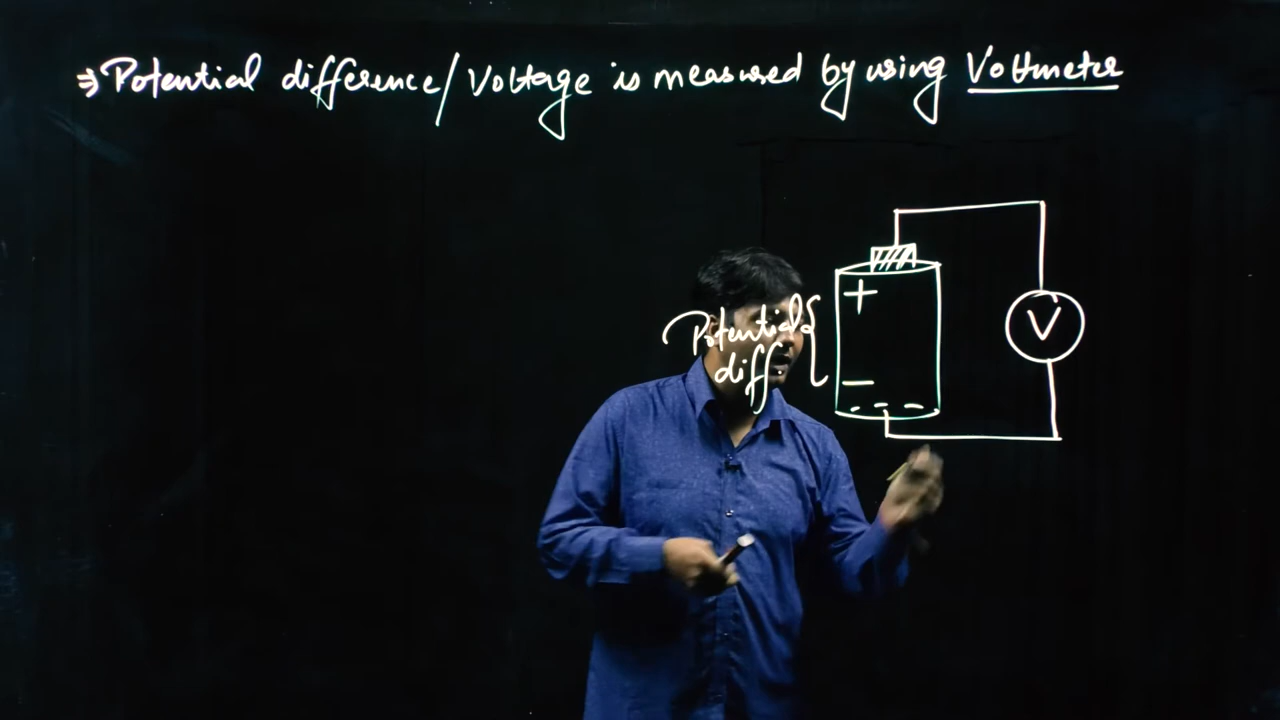 ⇒ Potential difference/Voltage is measured by using Voltmeter
+
Potential
diff.
V
−
- - -